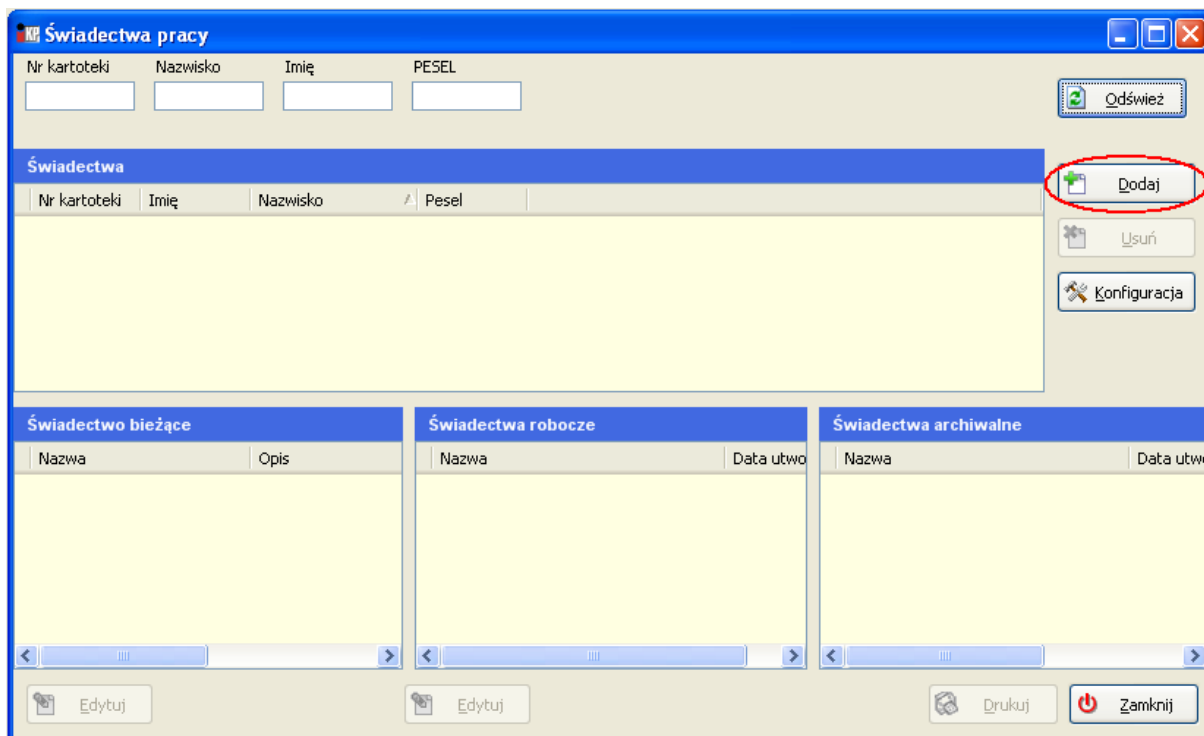 KP Świadectwa pracy
Nr kartoteki Nazwisko Imię PESEL
Odśwież
Świadectwa
Dodaj
Nr kartoteki Imię Nazwisko Pesel
Usuń
Konfiguracja
Świadectwo bieżące Świadectwa robocze Świadectwa archiwalne
Nazwa Opis Nazwa Data utwo Nazwa Data utw
Edytuj Edytuj Drukuj Zamknij